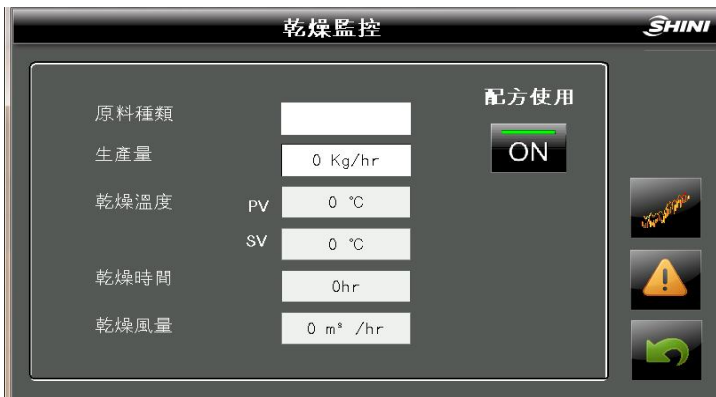 乾燥監控
SHINI
配方使用
ON
原料種類
生產量 0 Kg/hr
乾燥溫度 PV 0 ℃
SV 0 ℃
乾燥時間 0hr
乾燥風量 0 m³ /hr